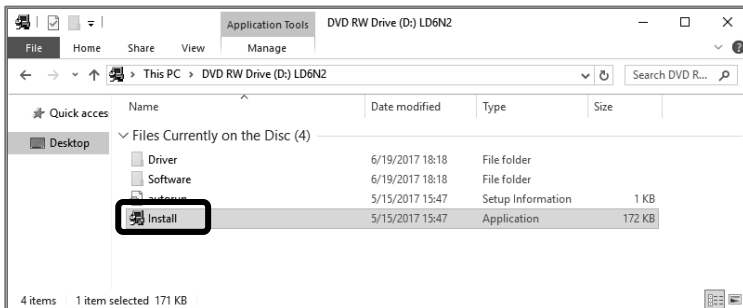 Application Tools DVD RW Drive (D:) LD6N2
File Home Share View Manage
This PC > DVD RW Drive (D:) LD6N2 Search DVD R...
Quick acces Name Date modified Type Size
Desktop Files Currently on the Disc (4)
Driver 6/19/2017 18:18 File folder
Software 6/19/2017 18:18 File folder
autorun 5/15/2017 15:47 Setup Information 1 KB
Install 5/15/2017 15:47 Application 172 KB
4 items 1 item selected 171 KB